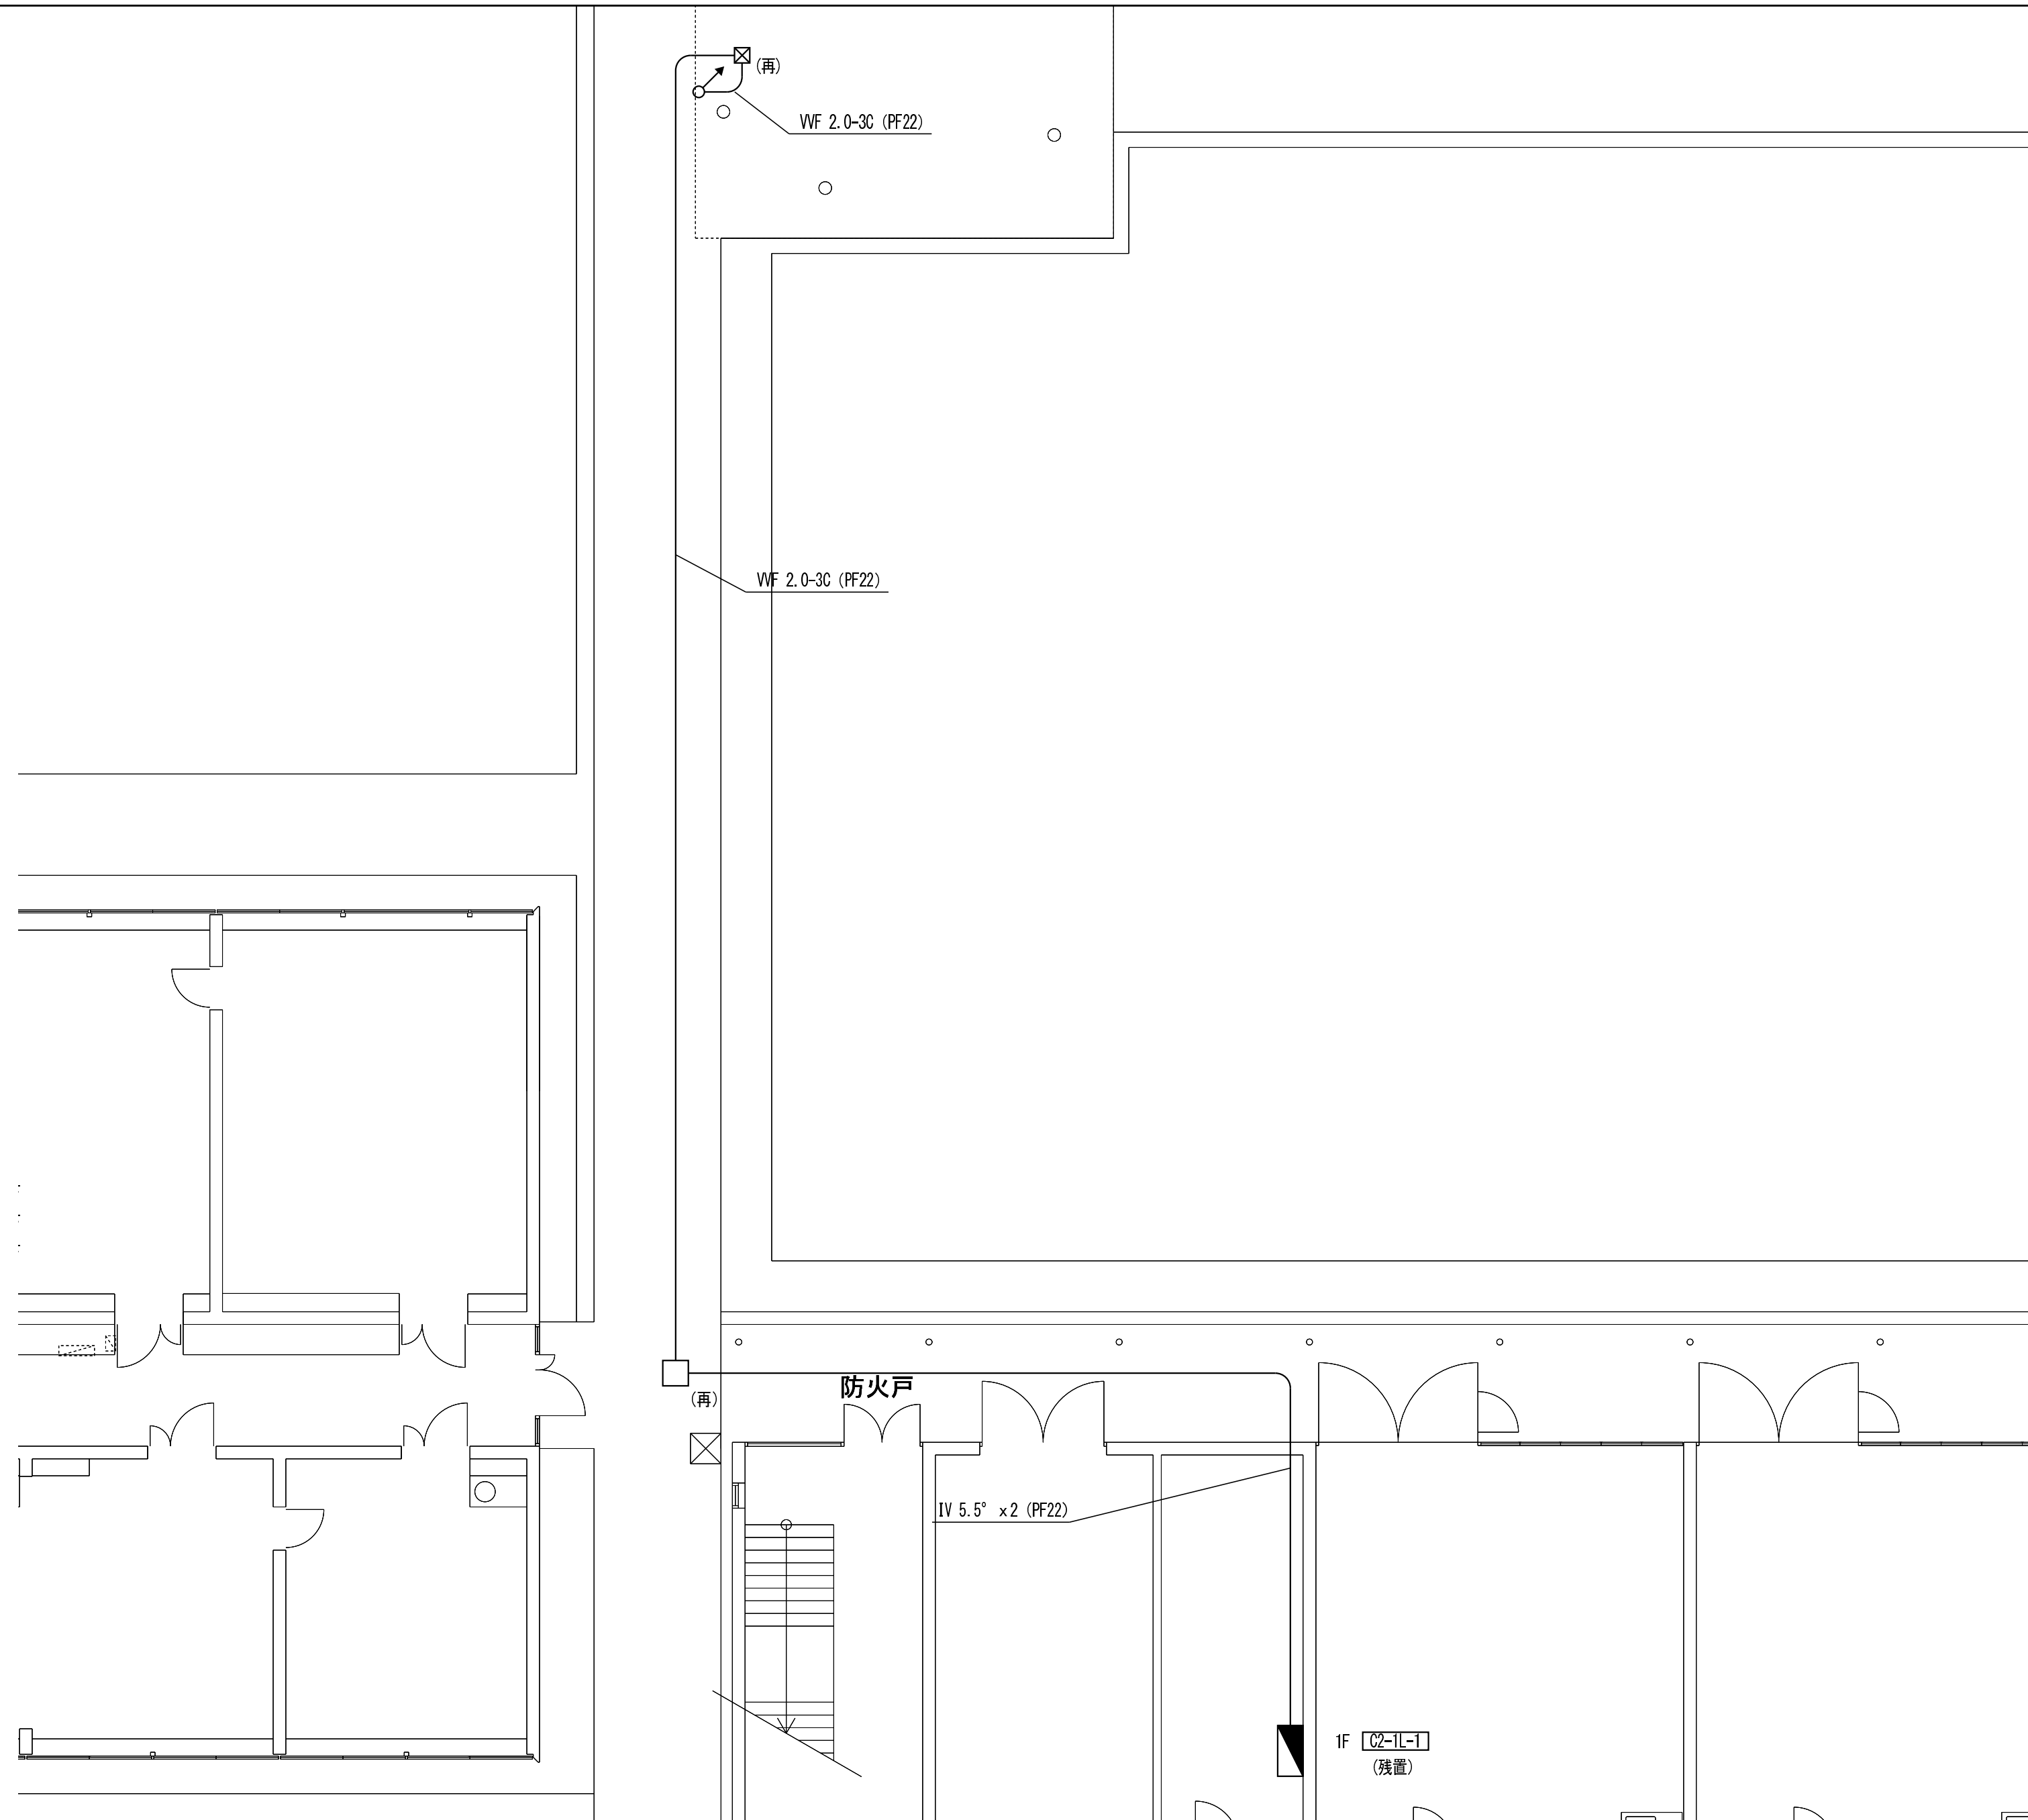 (再)
VVF 2.0-3C (PF22)
VVF 2.0-3C (PF22)
防火戸
(再)
IV 5.5° x2 (PF22)
1F C2-1L-1
(残置)